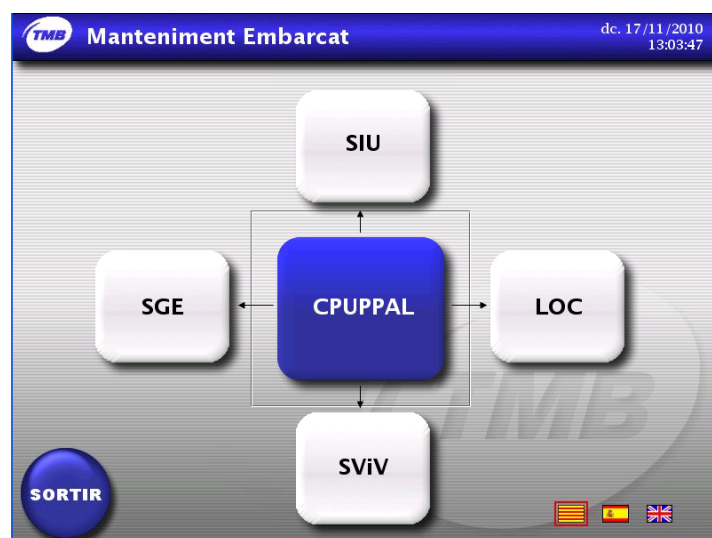 TMB
Manteniment Embarcat
dc. 17/11/2010
13:03:47
SIU
SGE
CPUPPAL
LOC
TMB
SViV
SORTIR